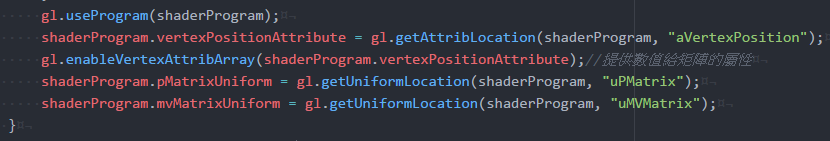 gl.useProgram(shaderProgram);
shaderProgram.vertexPositionAttribute = gl.getAttribLocation(shaderProgram, "aVertexPosition");
gl.enableVertexAttribArray(shaderProgram.vertexPositionAttribute);//提供數值給矩陣的屬性
shaderProgram.pMatrixUniform = gl.getUniformLocation(shaderProgram, "uPMatrix");
shaderProgram.mvMatrixUniform = gl.getUniformLocation(shaderProgram, "uMVMatrix");
}